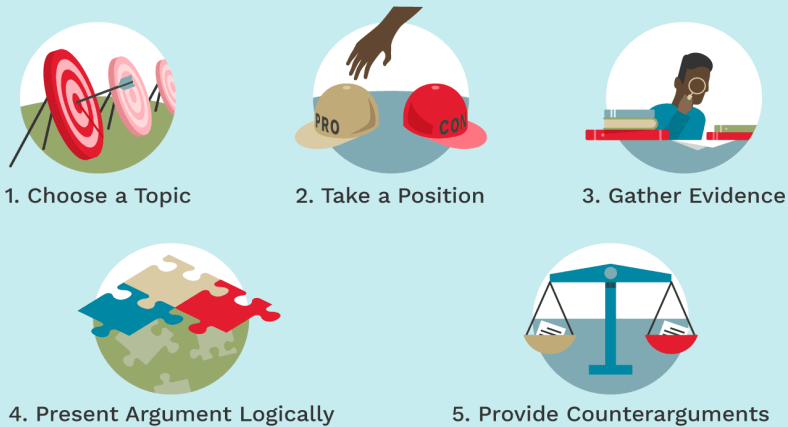 1. Choose a Topic
PRO
CON
2. Take a Position
3. Gather Evidence
4. Present Argument Logically
5. Provide Counterarguments